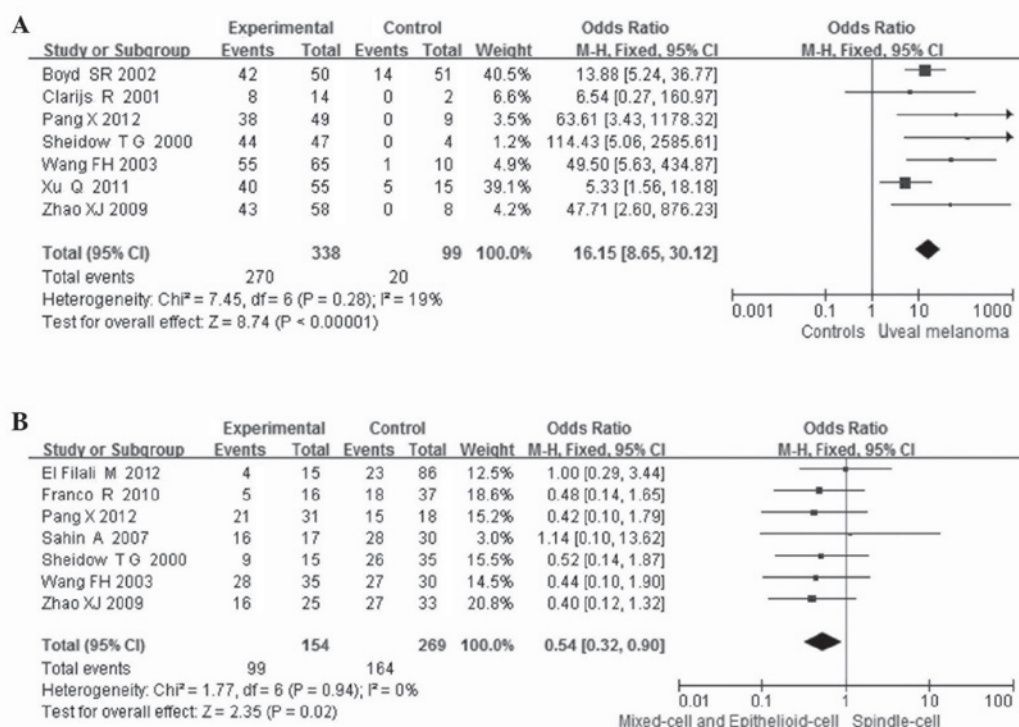 A
Experimental Control Odds Ratio Odds Ratio
Study or Subgroup Events Total Events Total Weight M-H, Fixed, 95% CI M-H, Fixed, 95% CI
Boyd SR 2002 42 50 14 51 40.5% 13.88 [5.24, 36.77]
Clarijs R 2001 8 14 0 2 6.6% 6.54 [0.27, 160.97]
Pang X 2012 38 49 0 9 3.5% 63.61 [3.43, 1178.32]
Sheidow T G 2000 44 47 0 4 1.2% 114.43 [5.06, 2585.61]
Wang FH 2003 55 65 1 10 4.9% 49.50 [5.63, 434.87]
Xu Q 2011 40 55 5 15 39.1% 5.33 [1.56, 18.18]
Zhao XJ 2009 43 58 0 8 4.2% 47.71 [2.60, 876.23]
Total (95% CI) 338 99 100.0% 16.15 [8.65, 30.12]
Total events 270 20
Heterogeneity: Chi² = 7.45, df = 6 (P = 0.28); I² = 19%
Test for overall effect: Z = 8.74 (P < 0.00001)
0.001 0.1 1 10 1000
Controls Uveal melanoma
B
Experimental Control Odds Ratio Odds Ratio
Study or Subgroup Events Total Events Total Weight M-H, Fixed, 95% CI M-H, Fixed, 95% CI
El Filali M 2012 4 15 23 86 12.5% 1.00 [0.29, 3.44]
Franco R 2010 5 16 18 37 18.6% 0.48 [0.14, 1.65]
Pang X 2012 21 31 15 18 15.2% 0.42 [0.10, 1.79]
Sahin A 2007 16 17 28 30 3.0% 1.14 [0.10, 13.62]
Sheidow T G 2000 9 15 26 35 15.5% 0.52 [0.14, 1.87]
Wang FH 2003 28 35 27 30 14.5% 0.44 [0.10, 1.90]
Zhao XJ 2009 16 25 27 33 20.8% 0.40 [0.12, 1.32]
Total (95% CI) 154 269 100.0% 0.54 [0.32, 0.90]
Total events 99 164
Heterogeneity: Chi² = 1.77, df = 6 (P = 0.94); I² = 0%
Test for overall effect: Z = 2.35 (P = 0.02)
0.01 0.1 1 10 100
Mixed-cell and Epithelioid-cell Spindle-cell